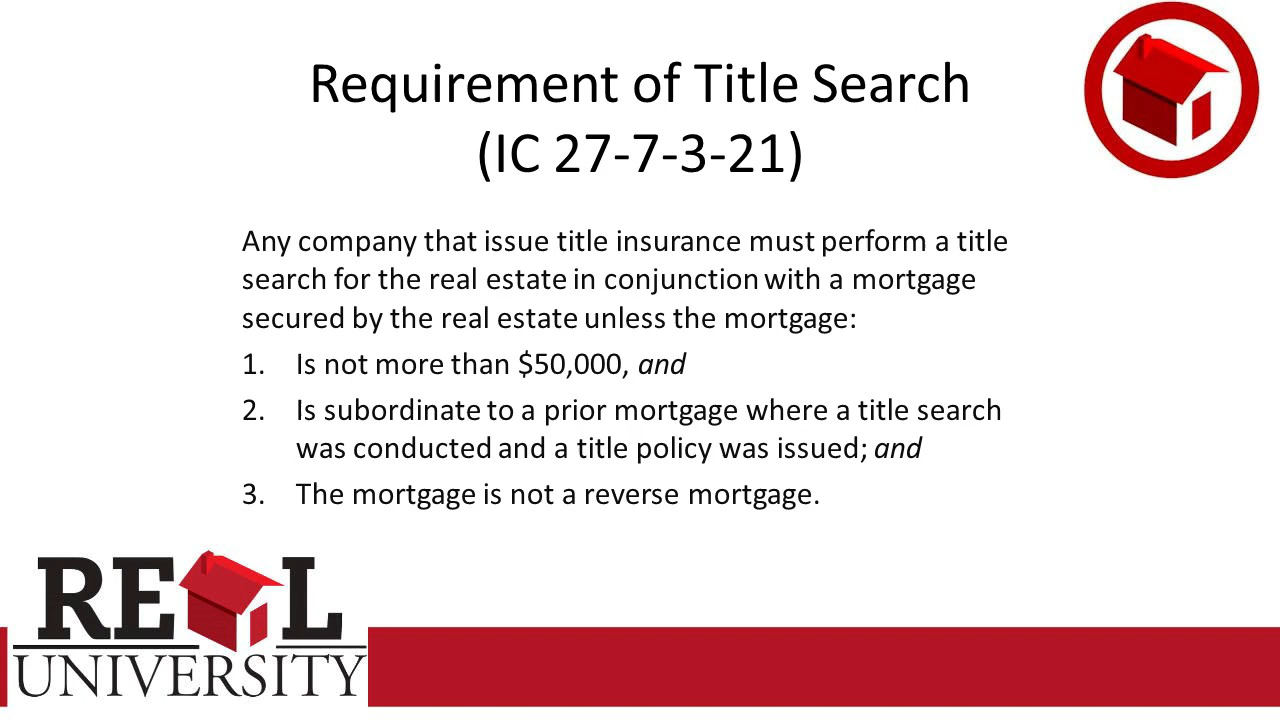 Requirement of Title Search
(IC 27-7-3-21)
Any company that issue title insurance must perform a title
search for the real estate in conjunction with a mortgage
secured by the real estate unless the mortgage:
1. Is not more than $50,000, and
2. Is subordinate to a prior mortgage where a title search
was conducted and a title policy was issued; and
3. The mortgage is not a reverse mortgage.
REAL
UNIVERSITY